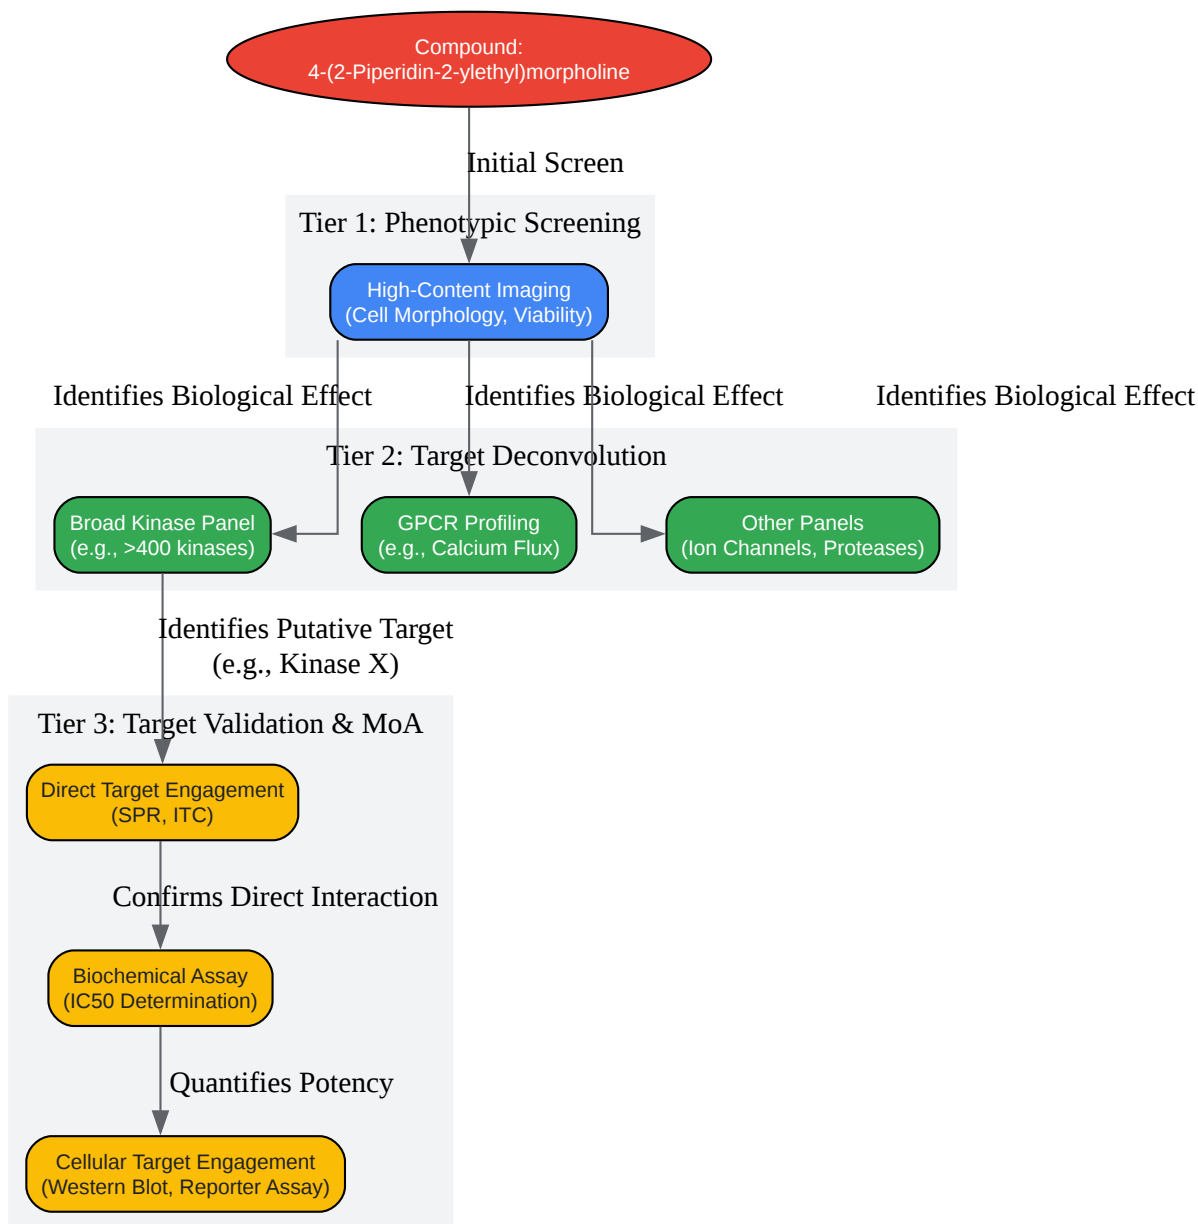 Compound:
4-(2-Piperidin-2-ylethyl)morpholine
Initial Screen
Tier 1: Phenotypic Screening
High-Content Imaging
(Cell Morphology, Viability)
Identifies Biological Effect
Identifies Biological Effect
Identifies Biological Effect
Tier 2: Target Deconvolution
Broad Kinase Panel
(e.g., >400 kinases)
GPCR Profiling
(e.g., Calcium Flux)
Other Panels
(Ion Channels, Proteases)
Identifies Putative Target
(e.g., Kinase X)
Tier 3: Target Validation & MoA
Direct Target Engagement
(SPR, ITC)
Confirms Direct Interaction
Biochemical Assay
(IC50 Determination)
Quantifies Potency
Cellular Target Engagement
(Western Blot, Reporter Assay)